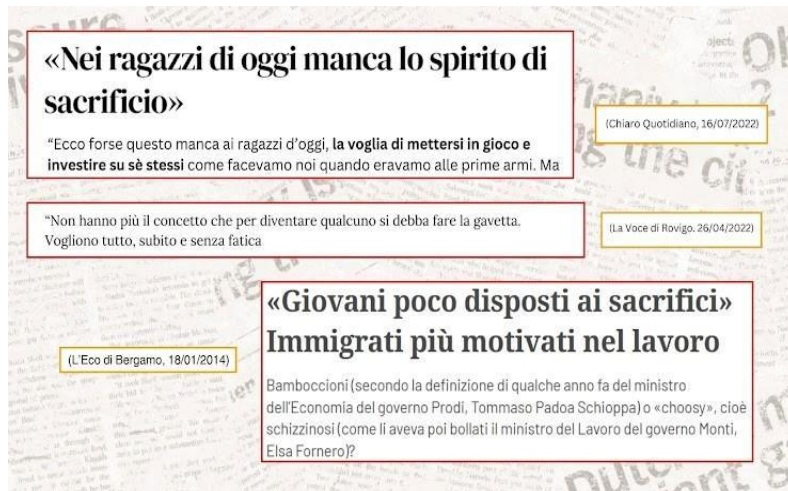 «Nei ragazzi di oggi manca lo spirito di
sacrificio»
“Ecco forse questo manca ai ragazzi d’oggi, la voglia di mettersi in gioco e
investire su sè stessi come facevamo noi quando eravamo alle prime armi. Ma
(Chiaro Quotidiano, 16/07/2022)
“Non hanno più il concetto che per diventare qualcuno si debba fare la gavetta.
Vogliono tutto, subito e senza fatica
(La Voce di Rovigo. 26/04/2022)
«Giovani poco disposti ai sacrifici»
Immigrati più motivati nel lavoro
(L'Eco di Bergamo, 18/01/2014)
Bamboccioni (secondo la definizione di qualche anno fa del ministro
dell'Economia del governo Prodi, Tommaso Padoa Schioppa) o «choosy», cioè
schizzinosi (come li aveva poi bollati il ministro del Lavoro del governo Monti,
Elsa Fornero)?